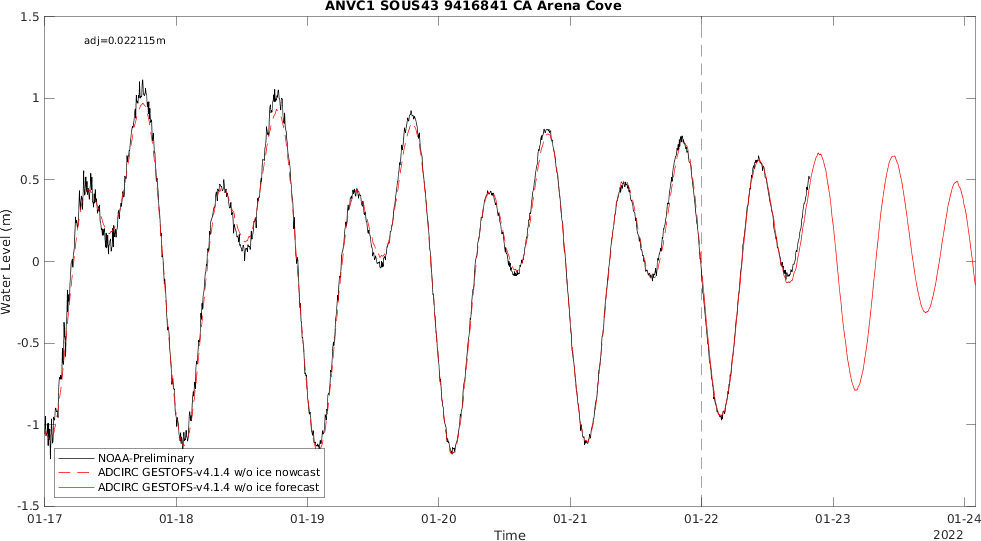 ANVC1 SOUS43 9416841 CA Arena Cove
1.5
adj=0.022115m
1
0.5
0
-0.5
-1
-1.5
Water Level (m)
NOAA-Preliminary
ADCIRC GESTOFS-v4.1.4 w/o ice nowcast
ADCIRC GESTOFS-v4.1.4 w/o ice forecast
01-17 01-18 01-19 01-20 01-21 01-22 01-23 01-24
Time
2022